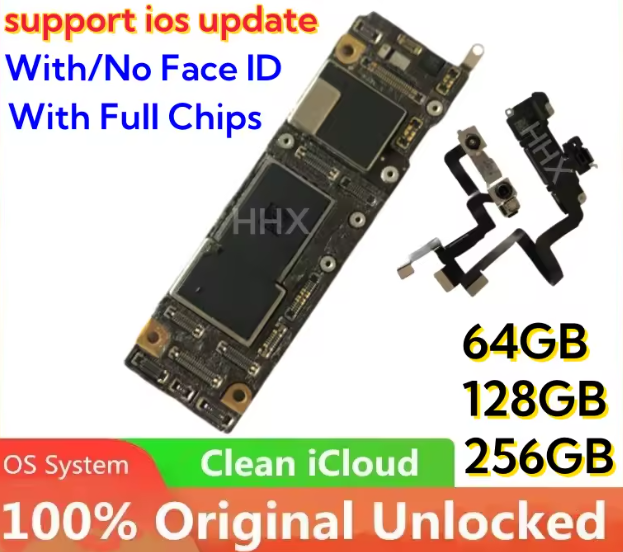 support ios update
With/No Face ID
With Full Chips
HHX
HHX
64GB
128GB
256GB
OS System
Clean iCloud
100% Original Unlocked